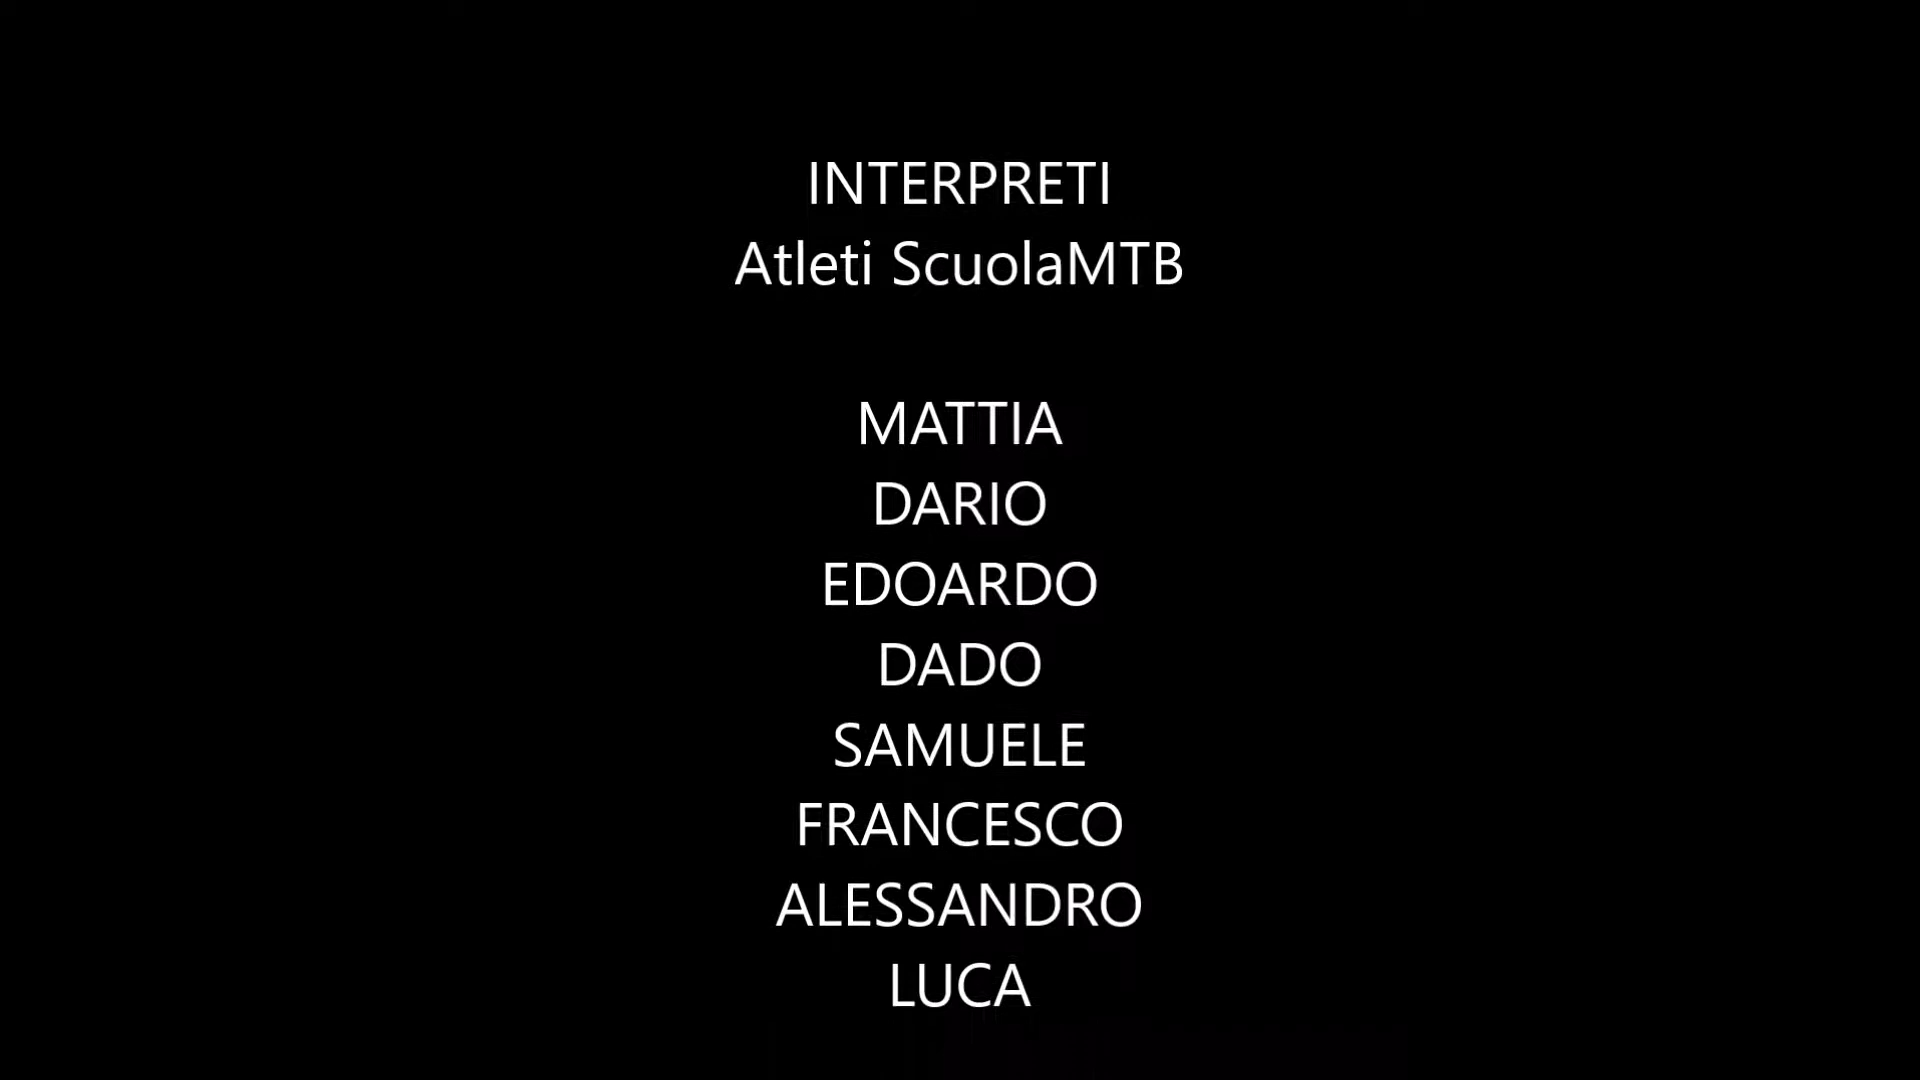 INTERPRETI
Atleti ScuolaMTB
MATTIA
DARIO
EDOARDO
DADO
SAMUELE
FRANCESCO
ALESSANDRO
LUCA